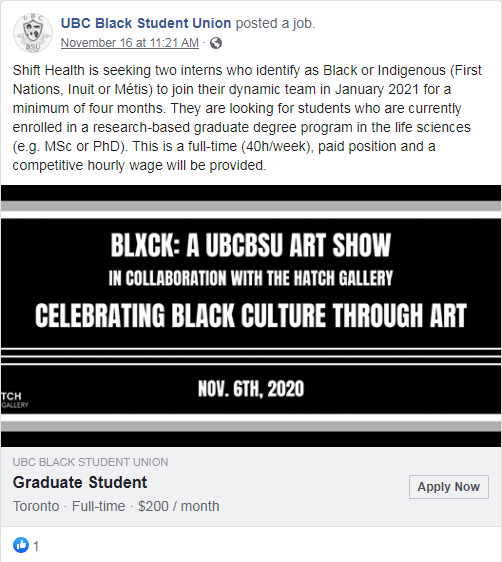 UBC Black Student Union posted a job.
November 16 at 11:21 AM ·
Shift Health is seeking two interns who identify as Black or Indigenous (First
Nations, Inuit or Métis) to join their dynamic team in January 2021 for a
minimum of four months. They are looking for students who are currently
enrolled in a research-based graduate degree program in the life sciences
(e.g. MSc or PhD). This is a full-time (40h/week), paid position and a
competitive hourly wage will be provided.
BLXCK: A UBCBSU ART SHOW
IN COLLABORATION WITH THE HATCH GALLERY
CELEBRATING BLACK CULTURE THROUGH ART
NOV. 6TH, 2020
TCH
GALLERY
UBC BLACK STUDENT UNION
Graduate Student
Toronto · Full-time · $200 / month
Apply Now
1